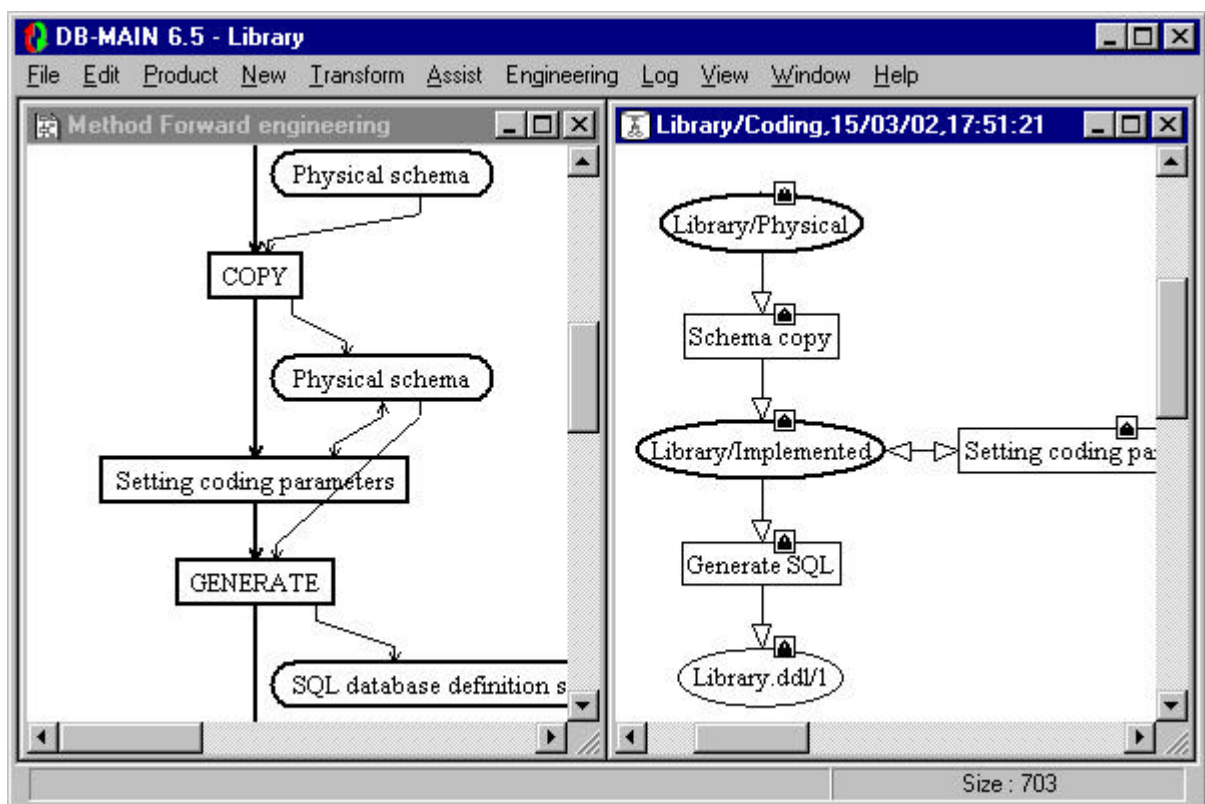 DB-MAIN 6.5 - Library
File Edit Product New Transform Assist Engineering Log View Window Help
Method Forward engineering
Physical schema
COPY
Physical schema
Setting coding parameters
GENERATE
SQL database definition s
Library/Coding,15/03/02,17:51:21
Library/Physical
Schema copy
Library/Implemented
Setting coding pa
Generate SQL
Library.ddl/1
Size : 703